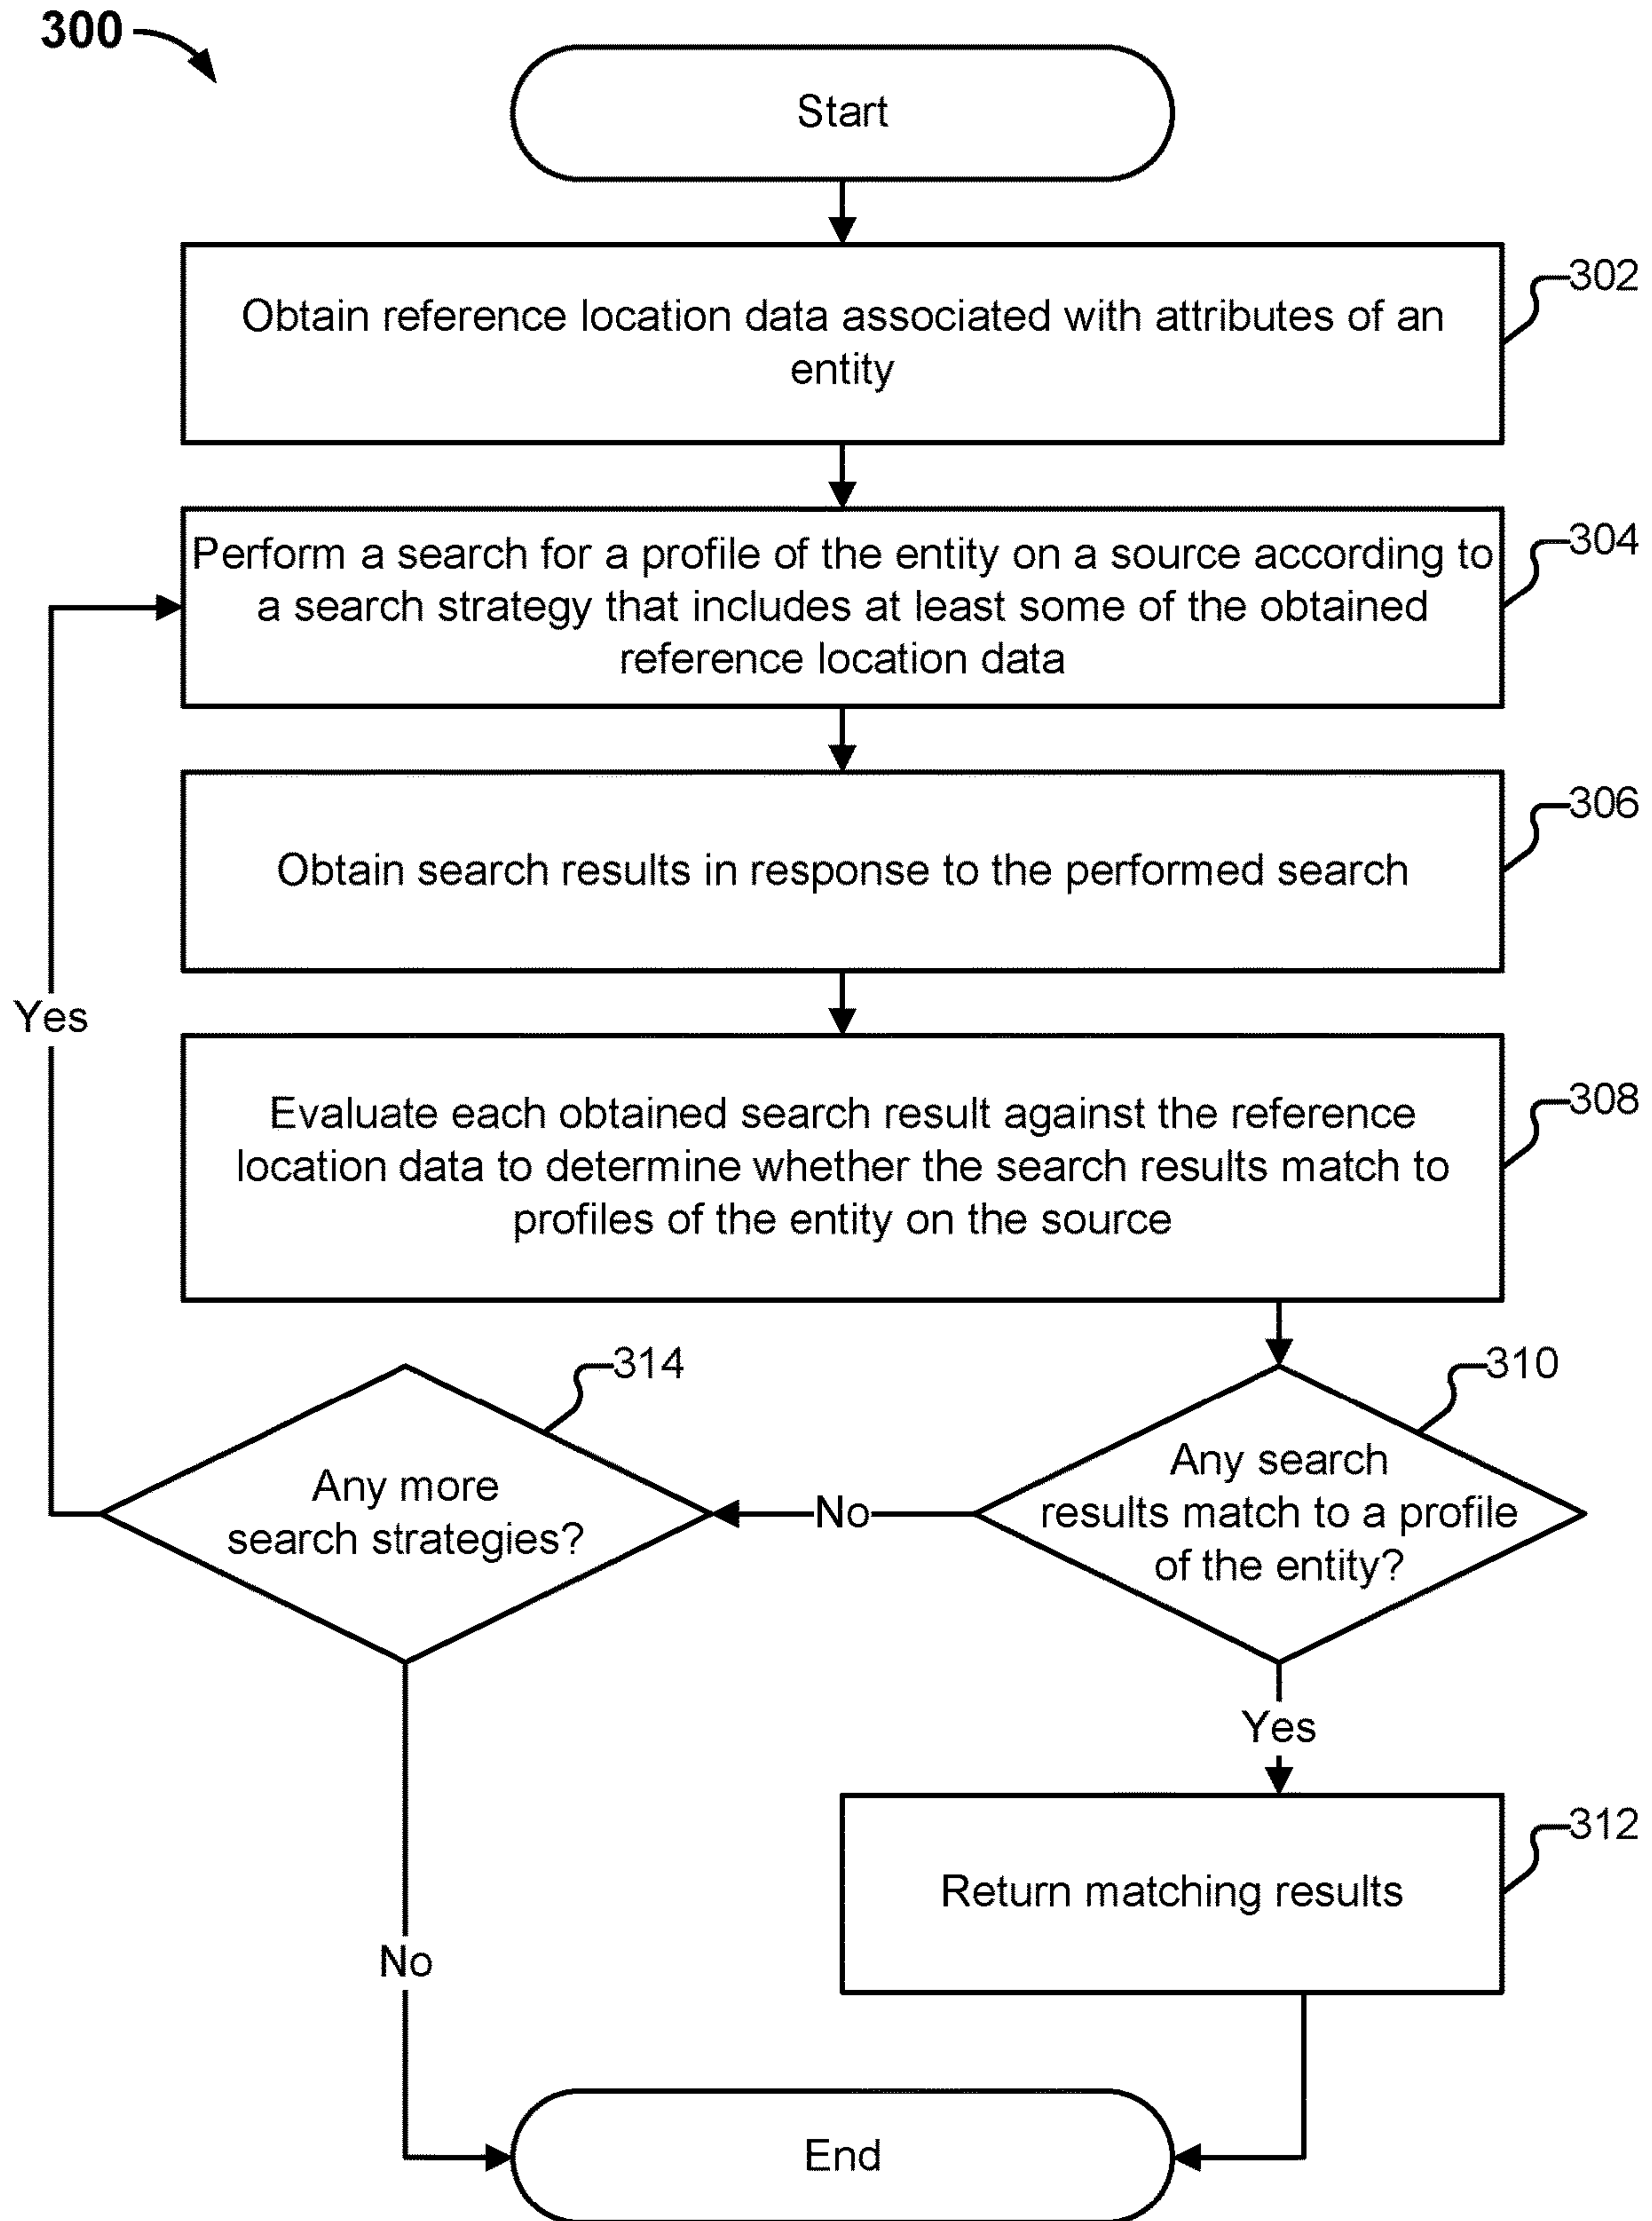 300
Start
302
Obtain reference location data associated with attributes of an
entity
304
Perform a search for a profile of the entity on a source according to
a search strategy that includes at least some of the obtained
reference location data
306
Obtain search results in response to the performed search
Yes
308
Evaluate each obtained search result against the reference
location data to determine whether the search results match to
profiles of the entity on the source
314
310
Any more
search strategies?
No
Any search
results match to a profile
of the entity?
Yes
312
Return matching results
No
End